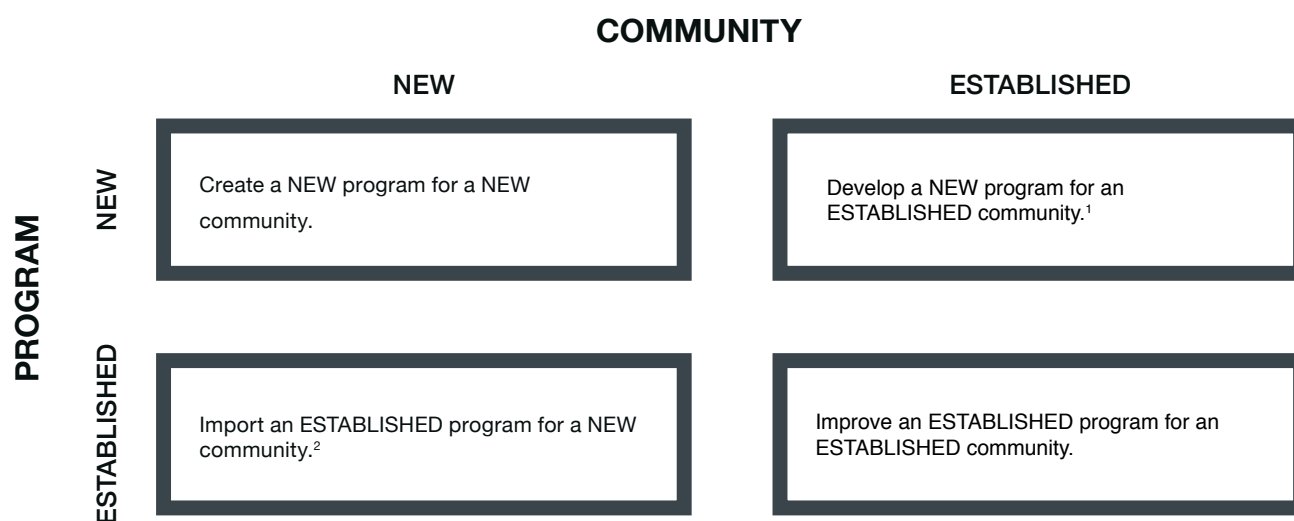 COMMUNITY
NEW
ESTABLISHED
PROGRAM
NEW
Create a NEW program for a NEW
community.
Develop a NEW program for an
ESTABLISHED community.¹
ESTABLISHED
Import an ESTABLISHED program for a NEW
community.²
Improve an ESTABLISHED program for an
ESTABLISHED community.